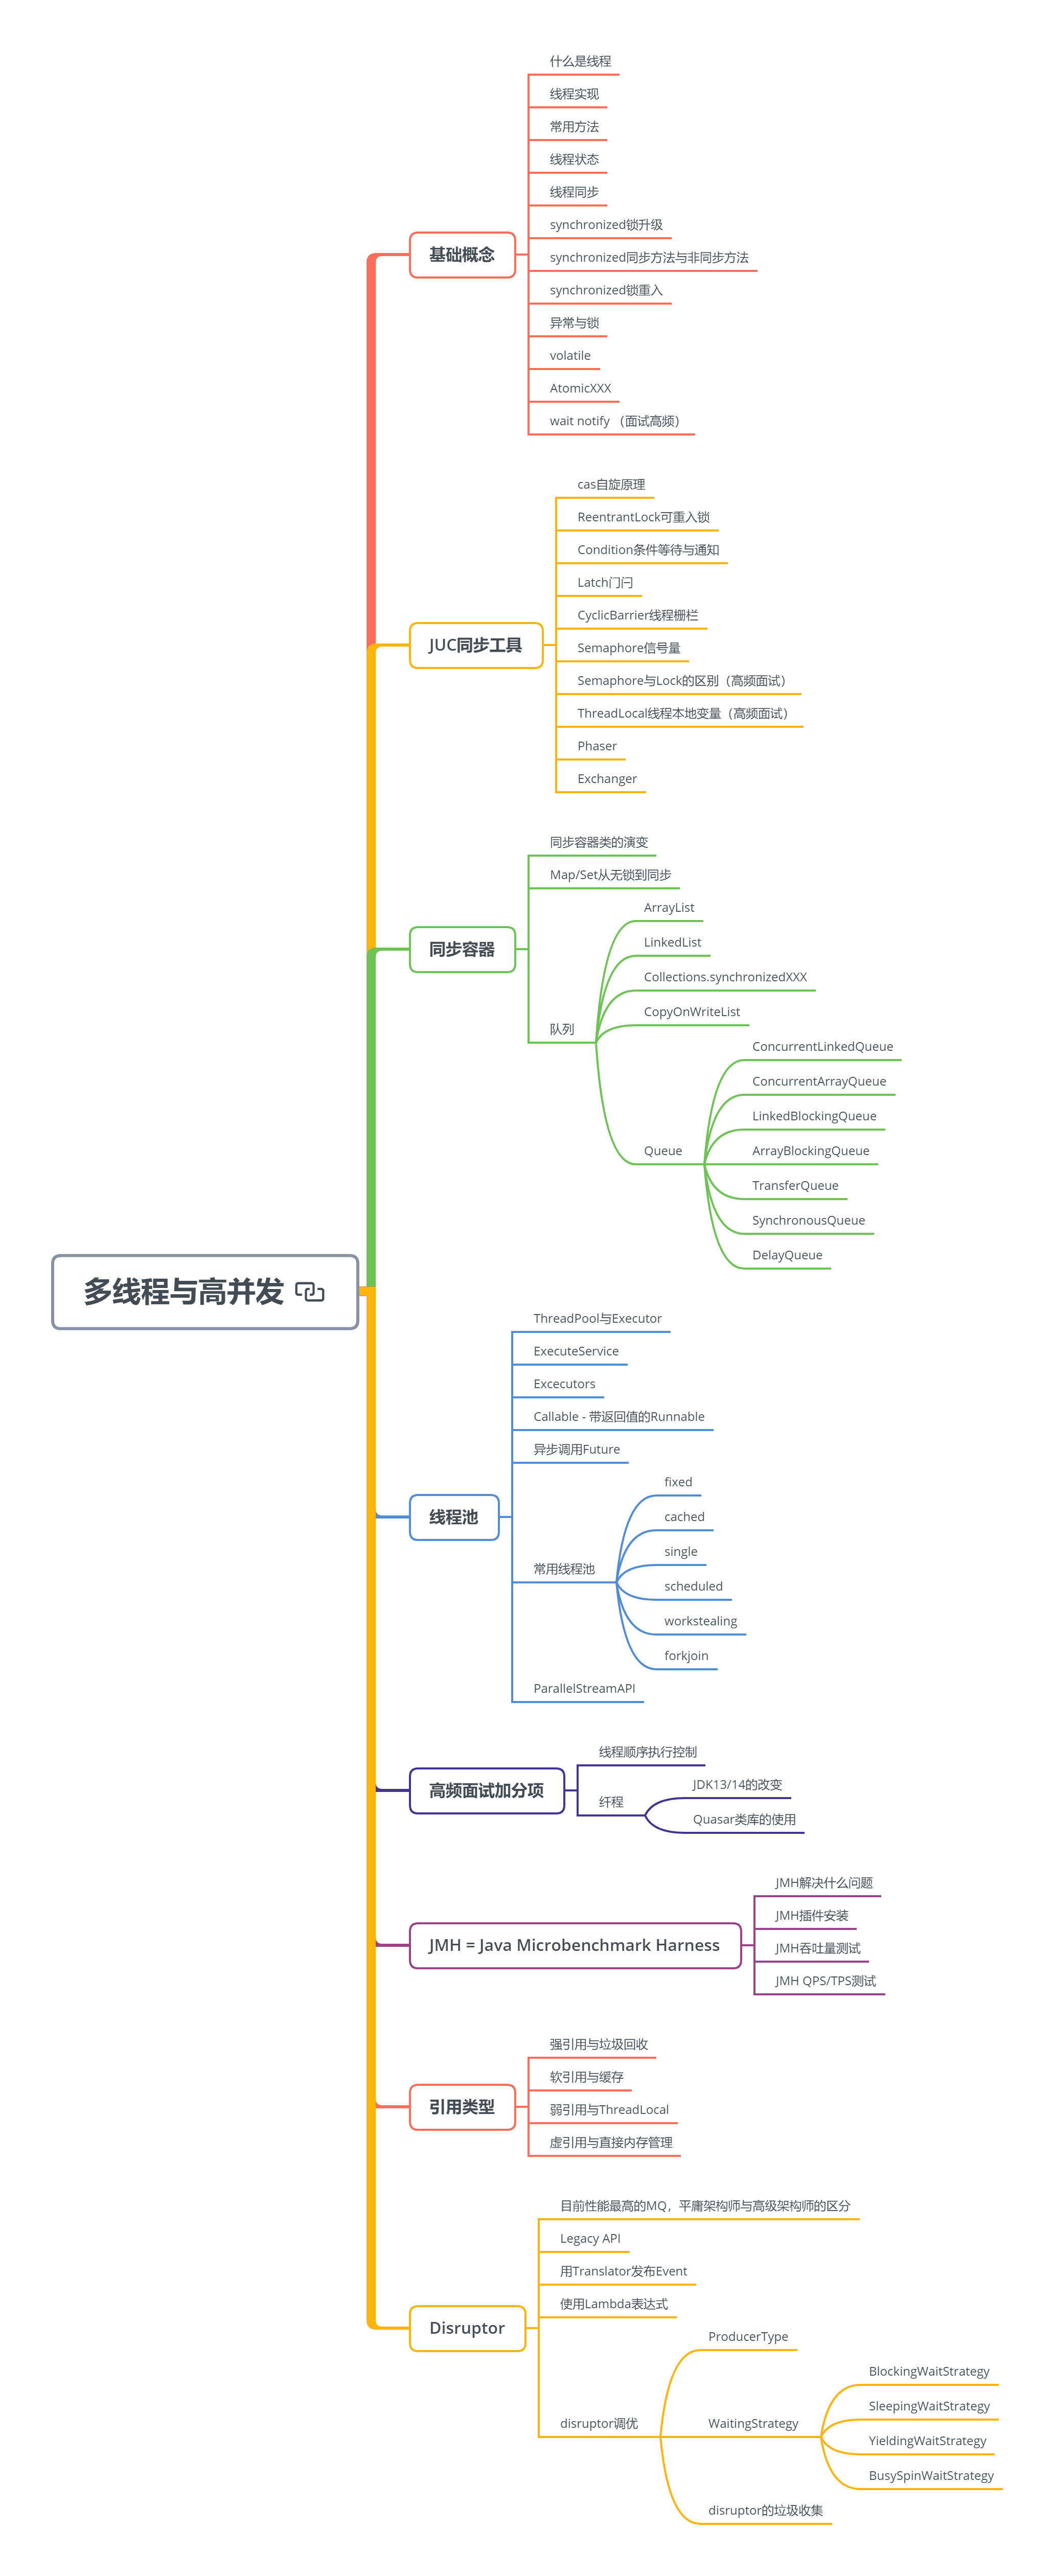 多线程与高并发
基础概念
什么是线程
线程实现
常用方法
线程状态
线程同步
synchronized锁升级
synchronized同步方法与非同步方法
synchronized锁重入
异常与锁
volatile
AtomicXXX
wait notify （面试高频）
JUC同步工具
cas自旋原理
ReentrantLock可重入锁
Condition条件等待与通知
Latch门闩
CyclicBarrier线程栅栏
Semaphore信号量
Semaphore与Lock的区别（高频面试）
ThreadLocal线程本地变量（高频面试）
Phaser
Exchanger
同步容器
同步容器类的演变
Map/Set从无锁到同步
队列
ArrayList
LinkedList
Collections.synchronizedXXX
CopyOnWriteList
Queue
ConcurrentLinkedQueue
ConcurrentArrayQueue
LinkedBlockingQueue
ArrayBlockingQueue
TransferQueue
SynchronousQueue
DelayQueue
线程池
ThreadPool与Executor
ExecuteService
Excecutors
Callable - 带返回值的Runnable
异步调用Future
常用线程池
fixed
cached
single
scheduled
workstealing
forkjoin
ParallelStreamAPI
高频面试加分项
线程顺序执行控制
纤程
JDK13/14的改变
Quasar类库的使用
JMH = Java Microbenchmark Harness
JMH解决什么问题
JMH插件安装
JMH吞吐量测试
JMH QPS/TPS测试
引用类型
强引用与垃圾回收
软引用与缓存
弱引用与ThreadLocal
虚引用与直接内存管理
Disruptor
目前性能最高的MQ，平庸架构师与高级架构师的区分
Legacy API
用Translator发布Event
使用Lambda表达式
disruptor调优
ProducerType
WaitingStrategy
BlockingWaitStrategy
SleepingWaitStrategy
YieldingWaitStrategy
BusySpinWaitStrategy
disruptor的垃圾收集